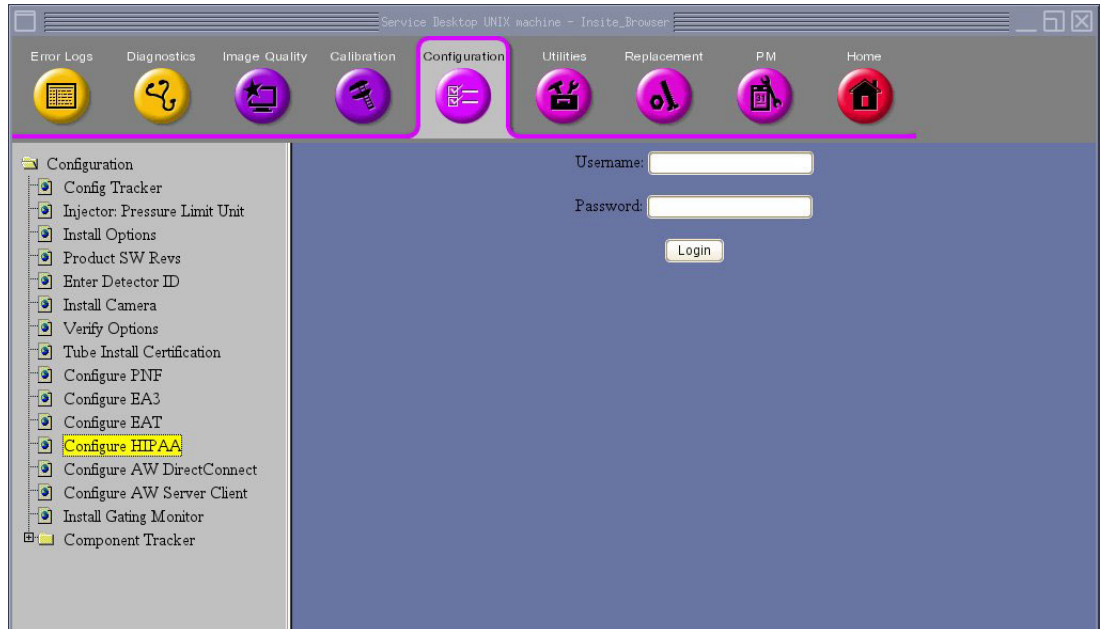 Service Desktop UNIX machine - Insite_Browser
Error Logs
Diagnostics
Image Quality
Calibration
Configuration
Utilities
Replacement
PM
Home
31
Configuration
Config Tracker
Injector: Pressure Limit Unit
Install Options
Product SW Revs
Enter Detector ID
Install Camera
Verify Options
Tube Install Certification
Configure PNF
Configure EA3
Configure EAT
Configure HIPAA
Configure AW DirectConnect
Configure AW Server Client
Install Gating Monitor
Component Tracker
Username:
Password:
Login